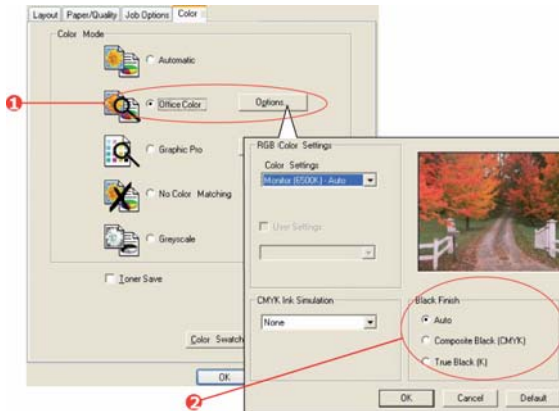 Layout Paper/Quality Job Options Color
Color Mode
Automatic
1
Office Color
Options...
Graphic Pro
No Color Matching
Greyscale
Toner Save
Color Swatch
OK
RGB Color Settings
Color Settings
Monitor (6500K) - Auto
User Settings
CMYK Ink Simulation
None
Black Finish
Auto
Composite Black (CMYK)
True Black (K)
2
OK Cancel Default